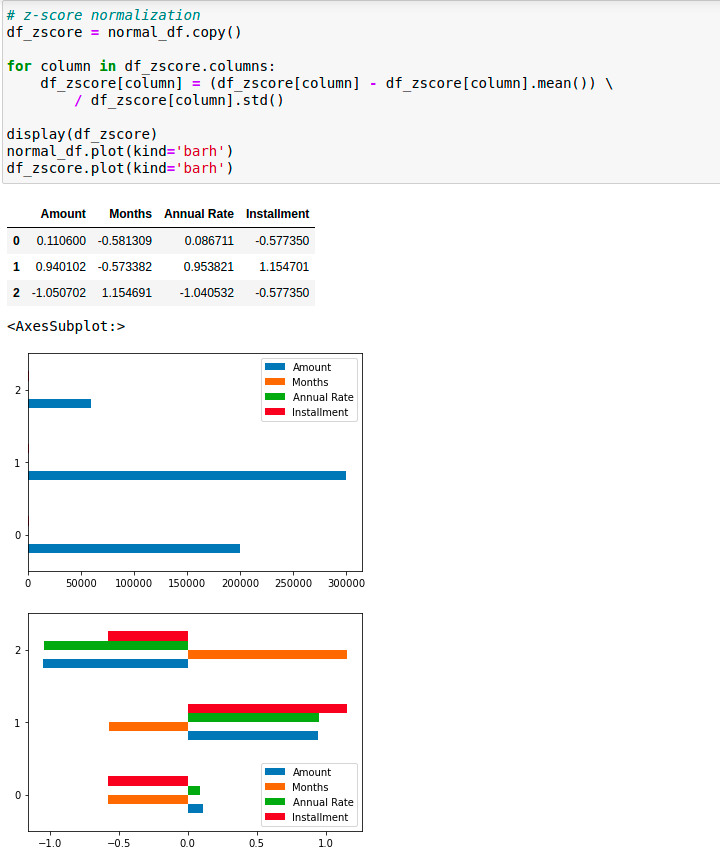 # z-score normalization
df_zscore = normal_df.copy()
for column in df_zscore.columns:
    df_zscore[column] = (df_zscore[column] - df_zscore[column].mean()) \
        / df_zscore[column].std()
display(df_zscore)
normal_df.plot(kind='barh')
df_zscore.plot(kind='barh')
Amount Months Annual Rate Installment
0 0.110600 -0.581309 0.086711 -0.577350
1 0.940102 -0.573382 0.953821 1.154701
2 -1.050702 1.154691 -1.040532 -0.577350
<AxesSubplot:>
Amount
Months
Annual Rate
Installment
2
1
0
0 50000 100000 150000 200000 250000 300000
2
1
0
Amount
Months
Annual Rate
Installment
−1.0 −0.5 0.0 0.5 1.0